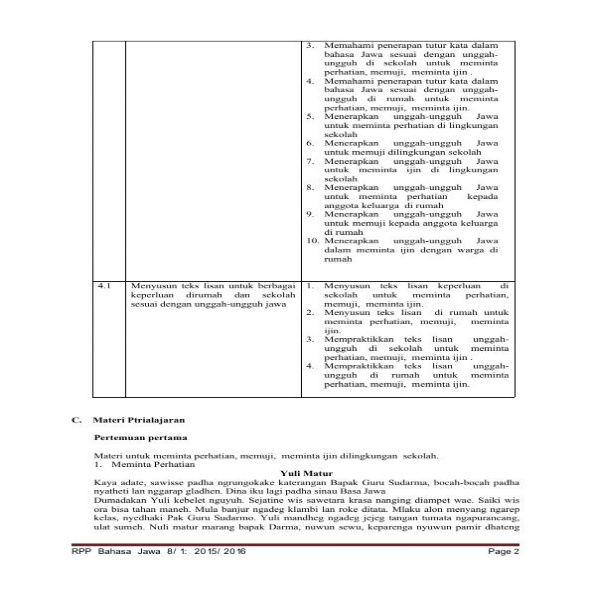 3. Memahami penerapan tutur kata dalam
bahasa Jawa sesuai dengan unggah-
ungguh di sekolah untuk meminta
perhatian, memuji, meminta ijin .
4. Memahami penerapan tutur kata dalam
bahasa Jawa sesuai dengan unggah-
ungguh di rumah untuk meminta
perhatian, memuji, meminta ijin.
5. Menerapkan unggah-ungguh Jawa
untuk meminta perhatian di lingkungan
sekolah
6. Menerapkan unggah-ungguh Jawa
untuk memuji dilingkungan sekolah
7. Menerapkan unggah-ungguh Jawa
untuk meminta ijin di lingkungan
sekolah
8. Menerapkan unggah-ungguh Jawa
untuk meminta perhatian kepada
anggota keluarga di rumah
9. Menerapkan unggah-ungguh Jawa
untuk memuji kepada anggota keluarga
di rumah
10. Menerapkan unggah-ungguh Jawa
dalam meminta ijin dengan warga di
rumah
4.1 Menyusun teks lisan untuk berbagai
keperluan dirumah dan sekolah
sesuai dengan unggah-ungguh jawa
1. Menyusun teks lisan keperluan di
sekolah untuk meminta perhatian,
memuji, meminta ijin.
2. Menyusun teks lisan di rumah untuk
meminta perhatian, memuji, meminta
ijin.
3. Mempraktikkan teks lisan unggah-
ungguh di sekolah untuk meminta
perhatian, memuji, meminta ijin .
4. Mempraktikkan teks lisan unggah-
ungguh di rumah untuk meminta
perhatian, memuji, meminta ijin.
C. Materi Ptrialajaran
Pertemuan pertama
Materi untuk meminta perhatian, memuji, meminta ijin dilingkungan sekolah.
1. Meminta Perhatian
Yuli Matur
Kaya adate, sawisse padha ngrungokake katerangan Bapak Guru Sudarma, bocah-bocah padha
nyatheti lan nggarap gladhen. Dina iku lagi padha sinau Basa Jawa
Dumadakan Yuli kebelet nguyuh. Sejatine wis sawetara krasa nanging diampet wae. Saiki wis
ora bisa tahan maneh. Mula banjur ngadeg klambi lan roke ditata. Mlaku alon menyang ngarep
kelas, nyedhaki Pak Guru Sudarmo. Yuli mandheg ngadeg jejeg tangan tumata ngapurancang,
ulat sumeh. Nuli matur marang bapak Darma, nuwun sewu, keparenga nyuwun pamir dhateng
RPP Bahasa Jawa 8/ 1: 2015/ 2016 Page 2